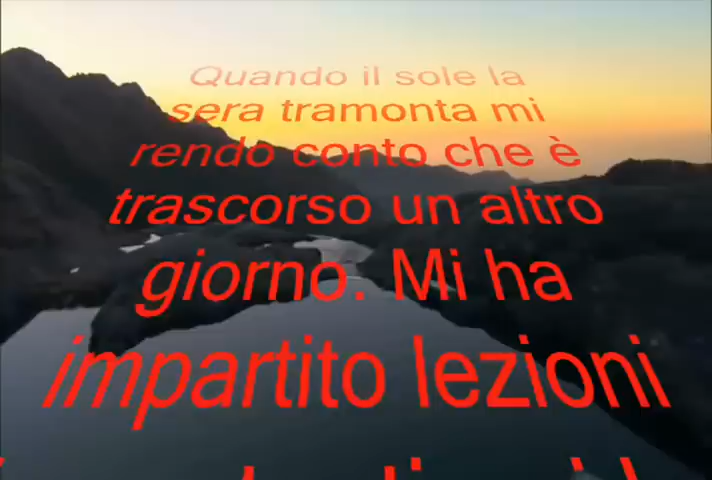 Quando il sole la
sera tramonta mi
rendo conto che è
trascorso un altro
giorno. Mi ha
impartito lezioni